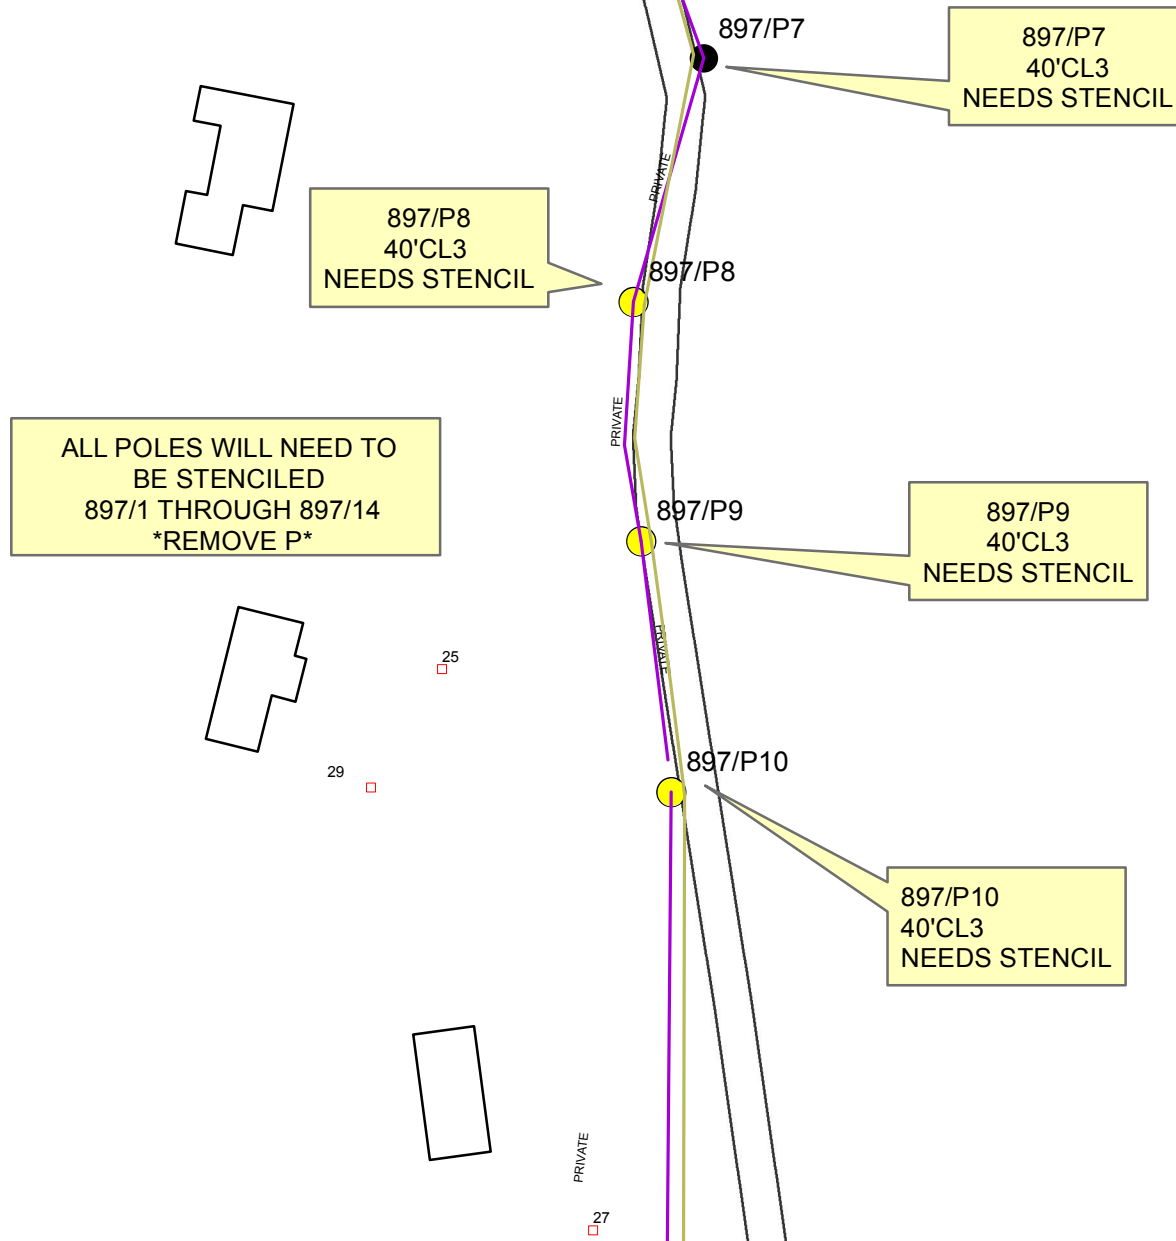 897/P7
897/P7
40'CL3
NEEDS STENCIL
PRIVATE
897/P8
40'CL3
NEEDS STENCIL
897/P8
PRIVATE
ALL POLES WILL NEED TO
BE STENCILED
897/1 THROUGH 897/14
*REMOVE P*
897/P9
897/P9
40'CL3
NEEDS STENCIL
PRIVATE
25
29
897/P10
897/P10
40'CL3
NEEDS STENCIL
PRIVATE
27